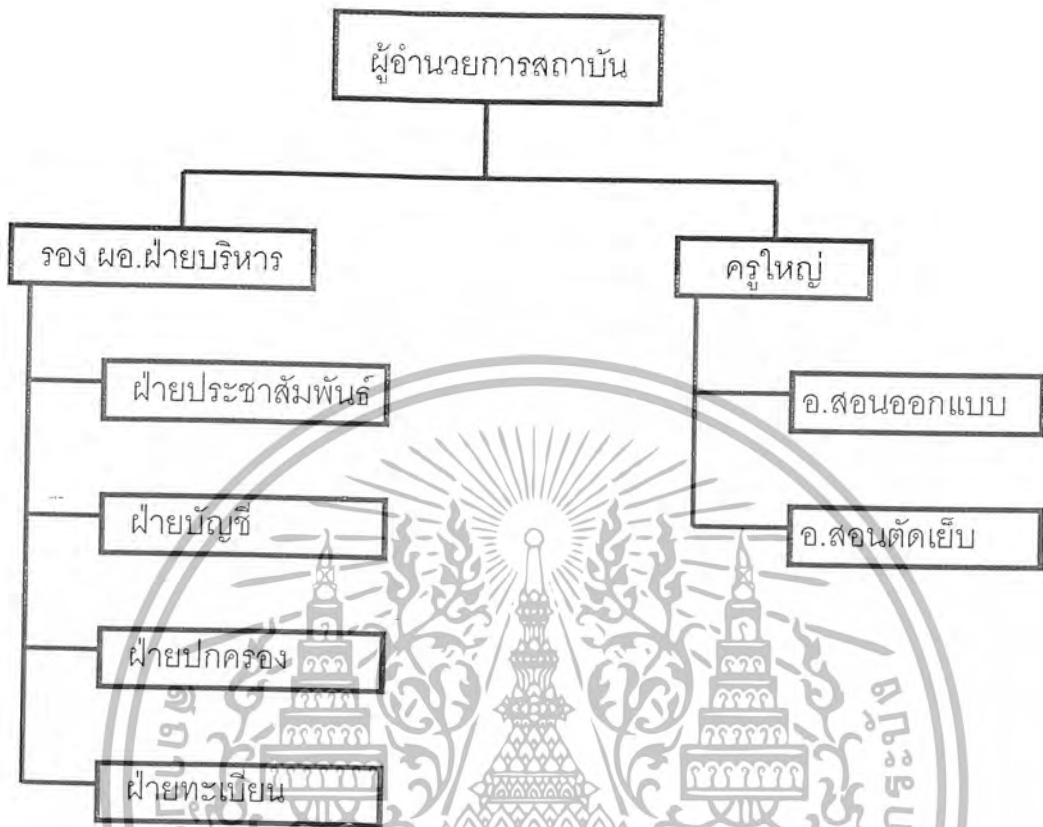 ผู้อำนวยการสถาบัน
รอง ผอ.ฝ่ายบริหาร
ครูใหญ่
ฝ่ายประชาสัมพันธ์
อ.สอนออกแบบ
ฝ่ายบัญชี
อ.สอนตัดเย็บ
ฝ่ายปกครอง
ฝ่ายทะเบียน